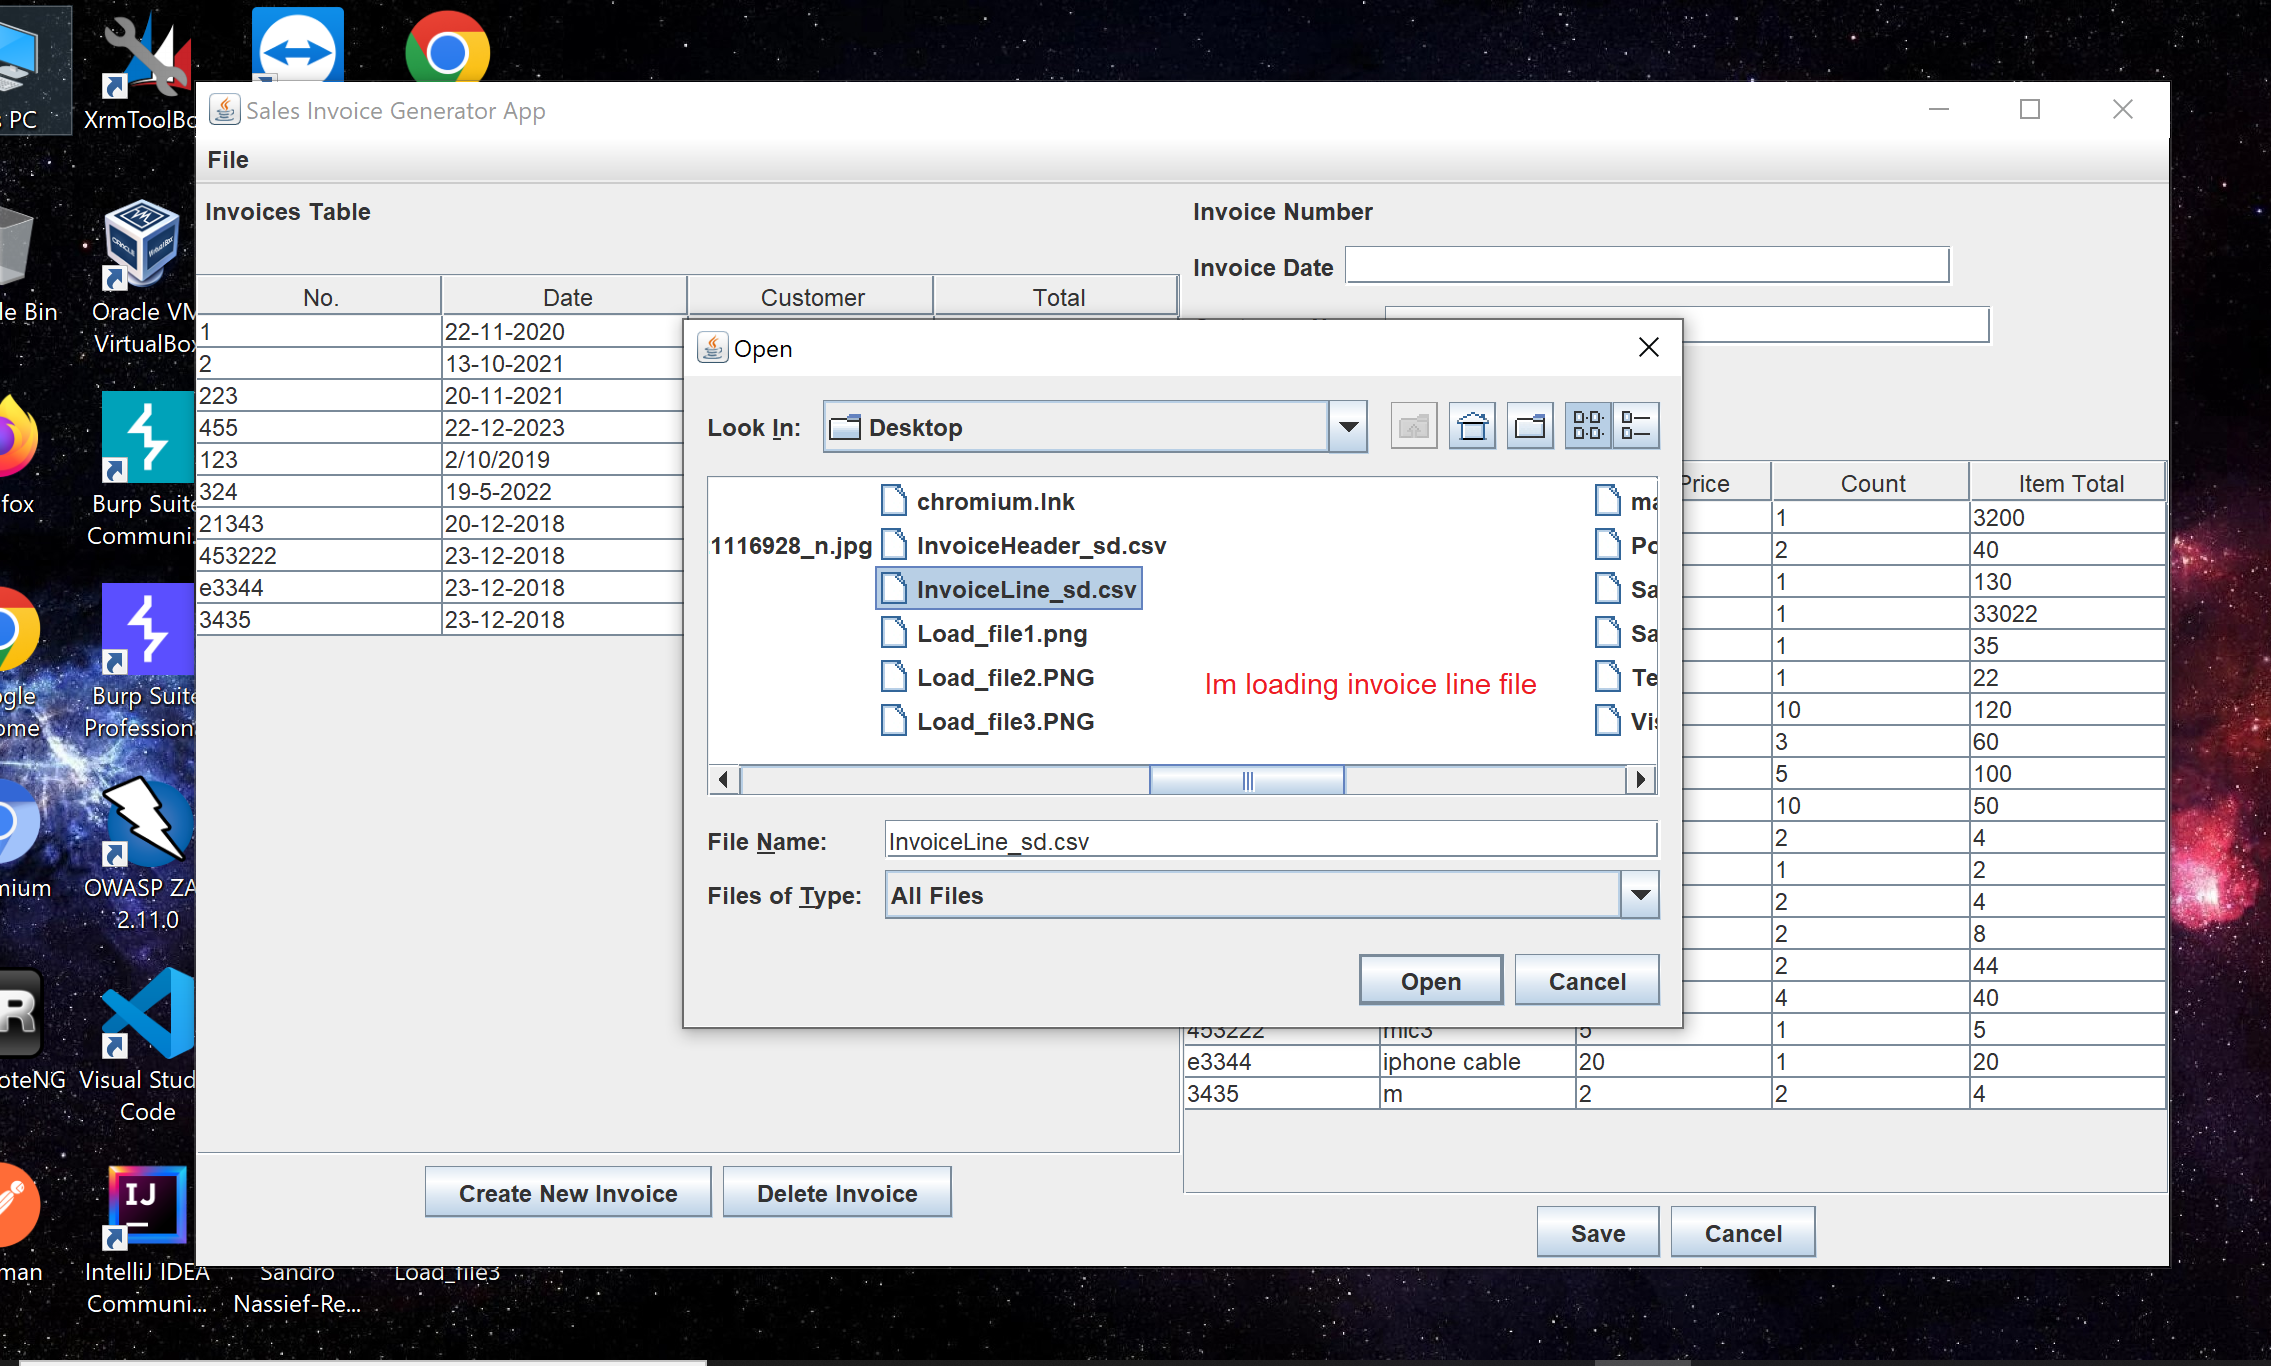 PC
XrmToolBo
Sales Invoice Generator App
File
Invoices Table
No. Date Customer Total
1 22-11-2020
2 13-10-2021
223 20-11-2021
455 22-12-2023
123 2/10/2019
324 19-5-2022
21343 20-12-2018
453222 23-12-2018
e3344 23-12-2018
3435 23-12-2018
Create New Invoice
Delete Invoice
Invoice Number
Invoice Date
Open
Look In:
Desktop
1116928_n.jpg
chromium.lnk
InvoiceHeader_sd.csv
InvoiceLine_sd.csv
Load_file1.png
Load_file2.PNG
Load_file3.PNG
ma
Po
Sa
Sa
Te
Vis
Im loading invoice line file
File Name: InvoiceLine_sd.csv
Files of Type: All Files
Open
Cancel
Price Count Item Total
1 3200
2 40
1 130
1 33022
1 35
1 22
10 120
3 60
5 100
10 50
2 4
1 2
2 4
2 8
2 44
4 40
453222 mic3 5 1 5
e3344 iphone cable 20 1 20
3435 m 2 2 4
Save
Cancel
le Bin
Oracle VM
VirtualBox
fox
Burp Suite
Communi...
gle
ome
Burp Suite
Profession
mium
OWASP ZA
2.11.0
R
oteNG
Visual Stud
Code
IJ
man
IntelliJ IDEA
Communi...
Sandro
Nassief-Re...
Load_file3